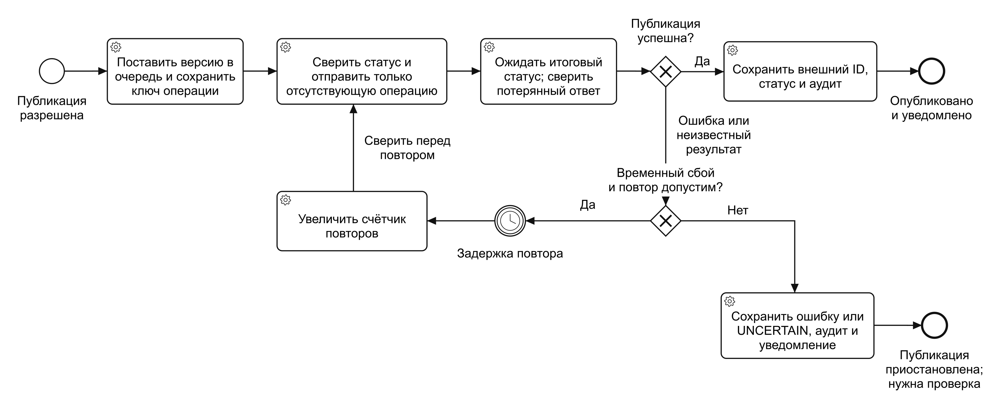 Публикация
разрешена
Поставить версию в
очередь и сохранить
ключ операции
Сверить статус и
отправить только
отсутствующую операцию
Ожидать итоговый
статус; сверить
потерянный ответ
Публикация
успешна?
Да
Сохранить внешний ID,
статус и аудит
Опубликовано
и уведомлено
Ошибка или
неизвестный
результат
Сверить перед
повтором
Временный сбой
и повтор допустим?
Да
Нет
Увеличить счётчик
повторов
Задержка повтора
Сохранить ошибку или
UNCERTAIN, аудит и
уведомление
Публикация
приостановлена;
нужна проверка